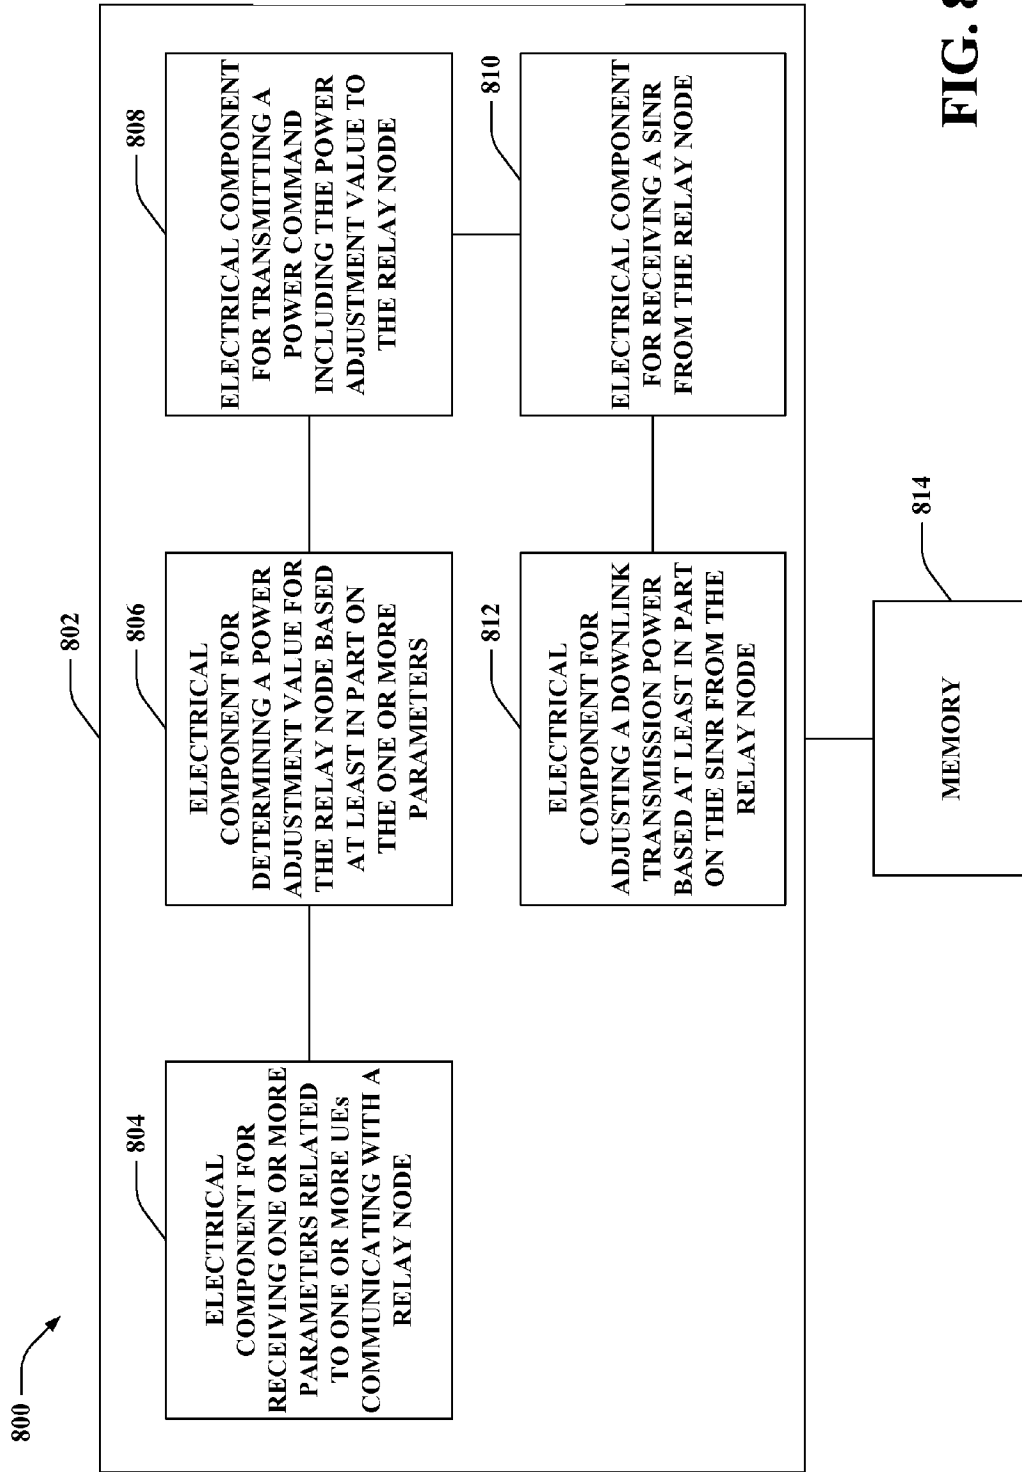 800
802
804
ELECTRICAL
COMPONENT FOR
RECEIVING ONE OR MORE
PARAMETERS RELATED
TO ONE OR MORE UEs
COMMUNICATING WITH A
RELAY NODE
806
ELECTRICAL
COMPONENT FOR
DETERMINING A POWER
ADJUSTMENT VALUE FOR
THE RELAY NODE BASED
AT LEAST IN PART ON
THE ONE OR MORE
PARAMETERS
808
ELECTRICAL COMPONENT
FOR TRANSMITTING A
POWER COMMAND
INCLUDING THE POWER
ADJUSTMENT VALUE TO
THE RELAY NODE
812
ELECTRICAL
COMPONENT FOR
ADJUSTING A DOWNLINK
TRANSMISSION POWER
BASED AT LEAST IN PART
ON THE SINR FROM THE
RELAY NODE
810
ELECTRICAL COMPONENT
FOR RECEIVING A SINR
FROM THE RELAY NODE
814
MEMORY
FIG. 8